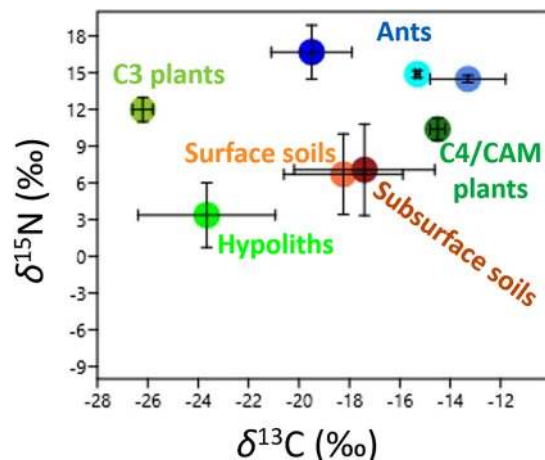 18
15
12
9
6
3
0
-3
-6
-9
δ15N (‰)
Ants
C3 plants
C4/CAM
plants
Surface soils
Subsurface soils
Hypoliths
-28 -26 -24 -22 -20 -18 -16 -14 -12
δ13C (‰)